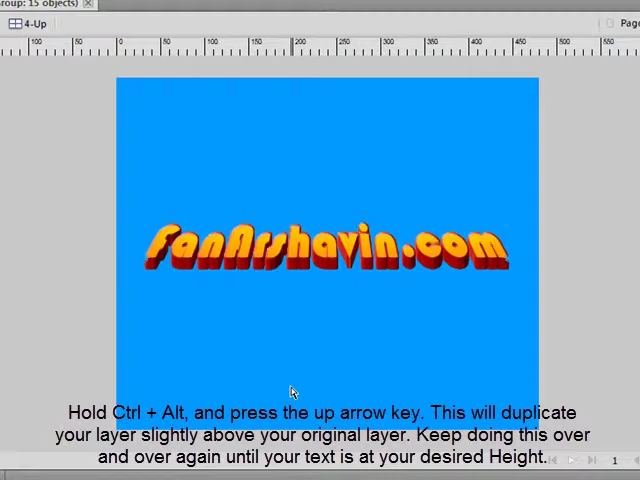 Group: 15 objects)
4-Up
Page
100 50 0 50 100 150 200 250 300 350 400 450 500 550
FanArshavin.com
Hold Ctrl + Alt, and press the up arrow key. This will duplicate
your layer slightly above your original layer. Keep doing this over
and over again until your text is at your desired Height.
1